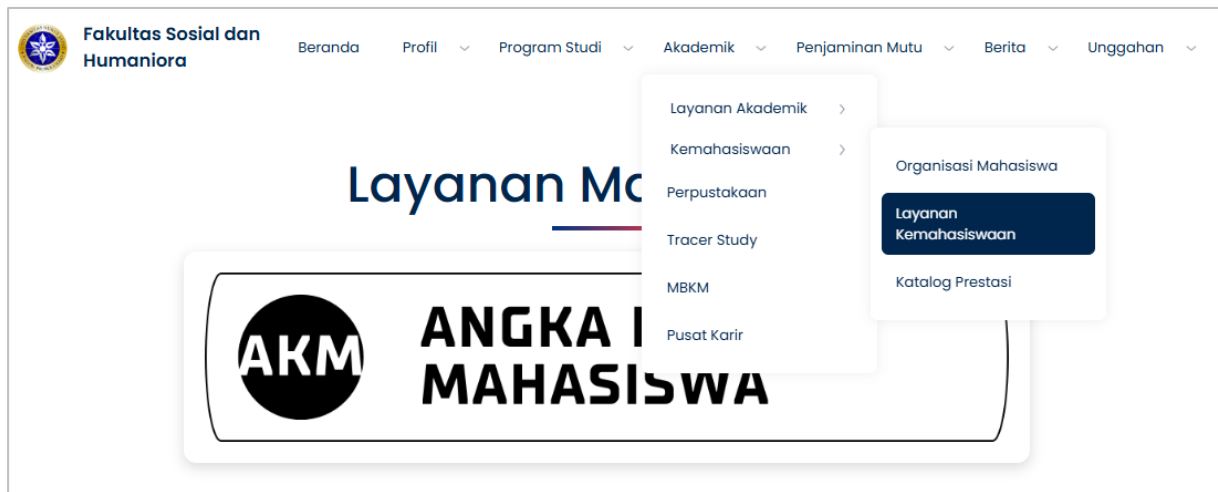 Fakultas Sosial dan
Humaniora
Beranda
Profil
Program Studi
Akademik
Penjaminan Mutu
Berita
Unggahan
Layanan Akademik
Kemahasiswaan
Perpustakaan
Tracer Study
MBKM
Pusat Karir
Organisasi Mahasiswa
Layanan
Kemahasiswaan
Katalog Prestasi
Layanan
AKM
ANGKA
MAHASISWA